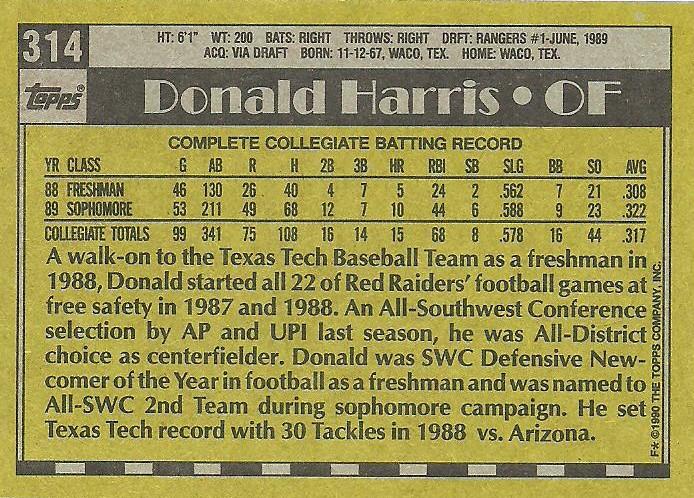 314
HT: 6'1" WT: 200 BATS: RIGHT THROWS: RIGHT DRFT: RANGERS #1-JUNE, 1989
ACQ: VIA DRAFT BORN: 11-12-67, WACO, TEX. HOME: WACO, TEX.
Topps®
Donald Harris • OF
COMPLETE COLLEGIATE BATTING RECORD
YR CLASS G AB R H 2B 3B HR RBI SB SLG BB SO AVG
88 FRESHMAN 46 130 26 40 4 7 5 24 2 .562 7 21 .308
89 SOPHOMORE 53 211 49 68 12 7 10 44 6 .588 9 23 .322
COLLEGIATE TOTALS 99 341 75 108 16 14 15 68 8 .578 16 44 .317
A walk-on to the Texas Tech Baseball Team as a freshman in
1988, Donald started all 22 of Red Raiders' football games at
free safety in 1987 and 1988. An All-Southwest Conference
selection by AP and UPI last season, he was All-District
choice as centerfielder. Donald was SWC Defensive New-
comer of the Year in football as a freshman and was named to
All-SWC 2nd Team during sophomore campaign. He set
Texas Tech record with 30 Tackles in 1988 vs. Arizona.
F* ©1990 THE TOPPS COMPANY, INC.